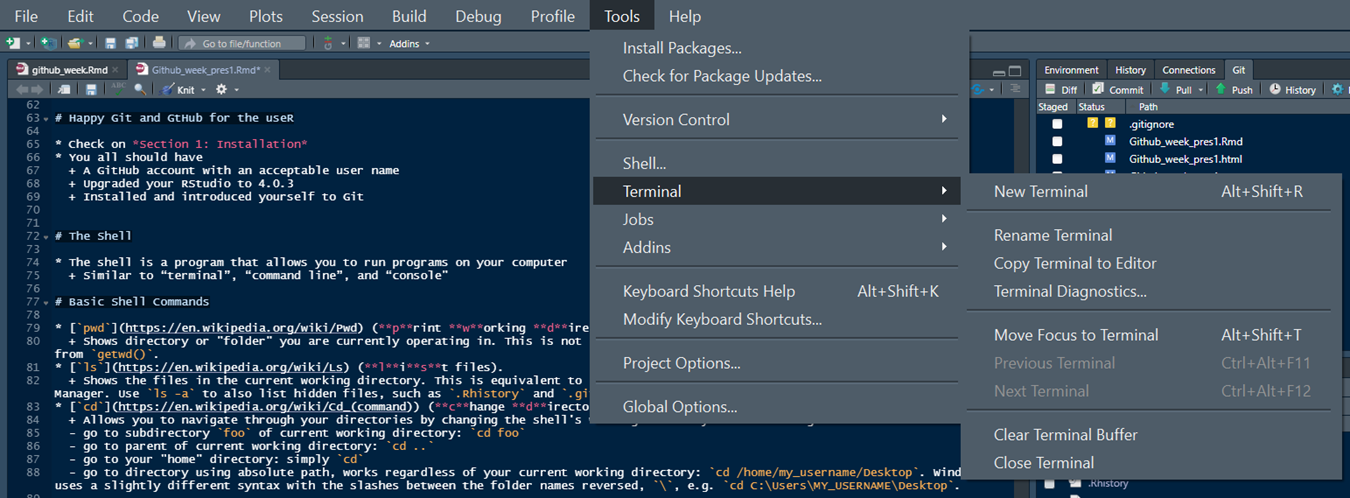 File Edit Code View Plots Session Build Debug Profile Tools Help
Go to file/function Addins
github_week.Rmd Github_week_pres1.Rmd*
Knit
62
63 # Happy Git and GtHub for the useR
64
65 * Check on *Section 1: Installation*
66 * You all should have
67 + A GitHub account with an acceptable user name
68 + Upgraded your RStudio to 4.0.3
69 + Installed and introduced yourself to Git
70
71
72 # The Shell
73
74 * The shell is a program that allows you to run programs on your computer
75 + Similar to “terminal”, “command line”, and “console”
76
77 # Basic Shell Commands
78
79 * [`pwd`](https://en.wikipedia.org/wiki/Pwd) (**p**rint **w**orking **d**ire
80 + Shows directory or "folder" you are currently operating in. This is not
from `getwd()`.
81 * [`ls`](https://en.wikipedia.org/wiki/Ls) (**l**i**s**t files).
82 + Shows the files in the current working directory. This is equivalent to
Manager. Use `ls -a` to also list hidden files, such as `.Rhistory` and `.gi
83 * [`cd`](https://en.wikipedia.org/wiki/Cd_(command)) (**c**hange **d**irecto
84 + Allows you to navigate through your directories by changing the shell's
85 - go to subdirectory `foo` of current working directory: `cd foo`
86 - go to parent of current working directory: `cd ..`
87 - go to your "home" directory: simply `cd`
88 - go to directory using absolute path, works regardless of your current working directory: `cd /home/my_username/Desktop`. Wind
uses a slightly different syntax with the slashes between the folder names reversed, `\`, e.g. `cd C:\Users\MY_USERNAME\Desktop`.
Install Packages...
Check for Package Updates...
Version Control
Shell...
Terminal
Jobs
Addins
Keyboard Shortcuts Help Alt+Shift+K
Modify Keyboard Shortcuts...
Project Options...
Global Options...
Environment History Connections Git
Diff Commit Pull Push History
Staged Status Path
.gitignore
M Github_week_pres1.Rmd
M Github_week_pres1.html
New Terminal Alt+Shift+R
Rename Terminal
Copy Terminal to Editor
Terminal Diagnostics...
Move Focus to Terminal Alt+Shift+T
Previous Terminal Ctrl+Alt+F11
Next Terminal Ctrl+Alt+F12
Clear Terminal Buffer
Close Terminal
.Rhistory